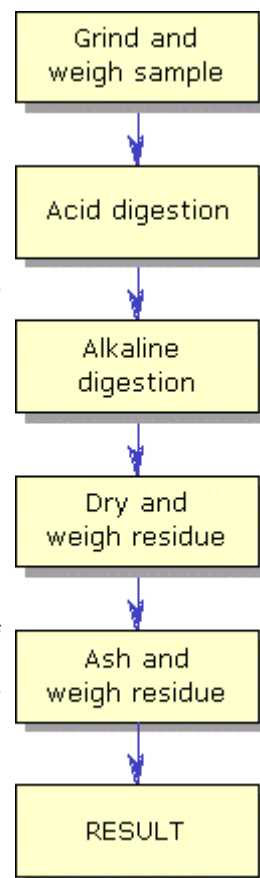 Grind and
weigh sample
Acid digestion
Alkaline
digestion
Dry and
weigh residue
Ash and
weigh residue
RESULT